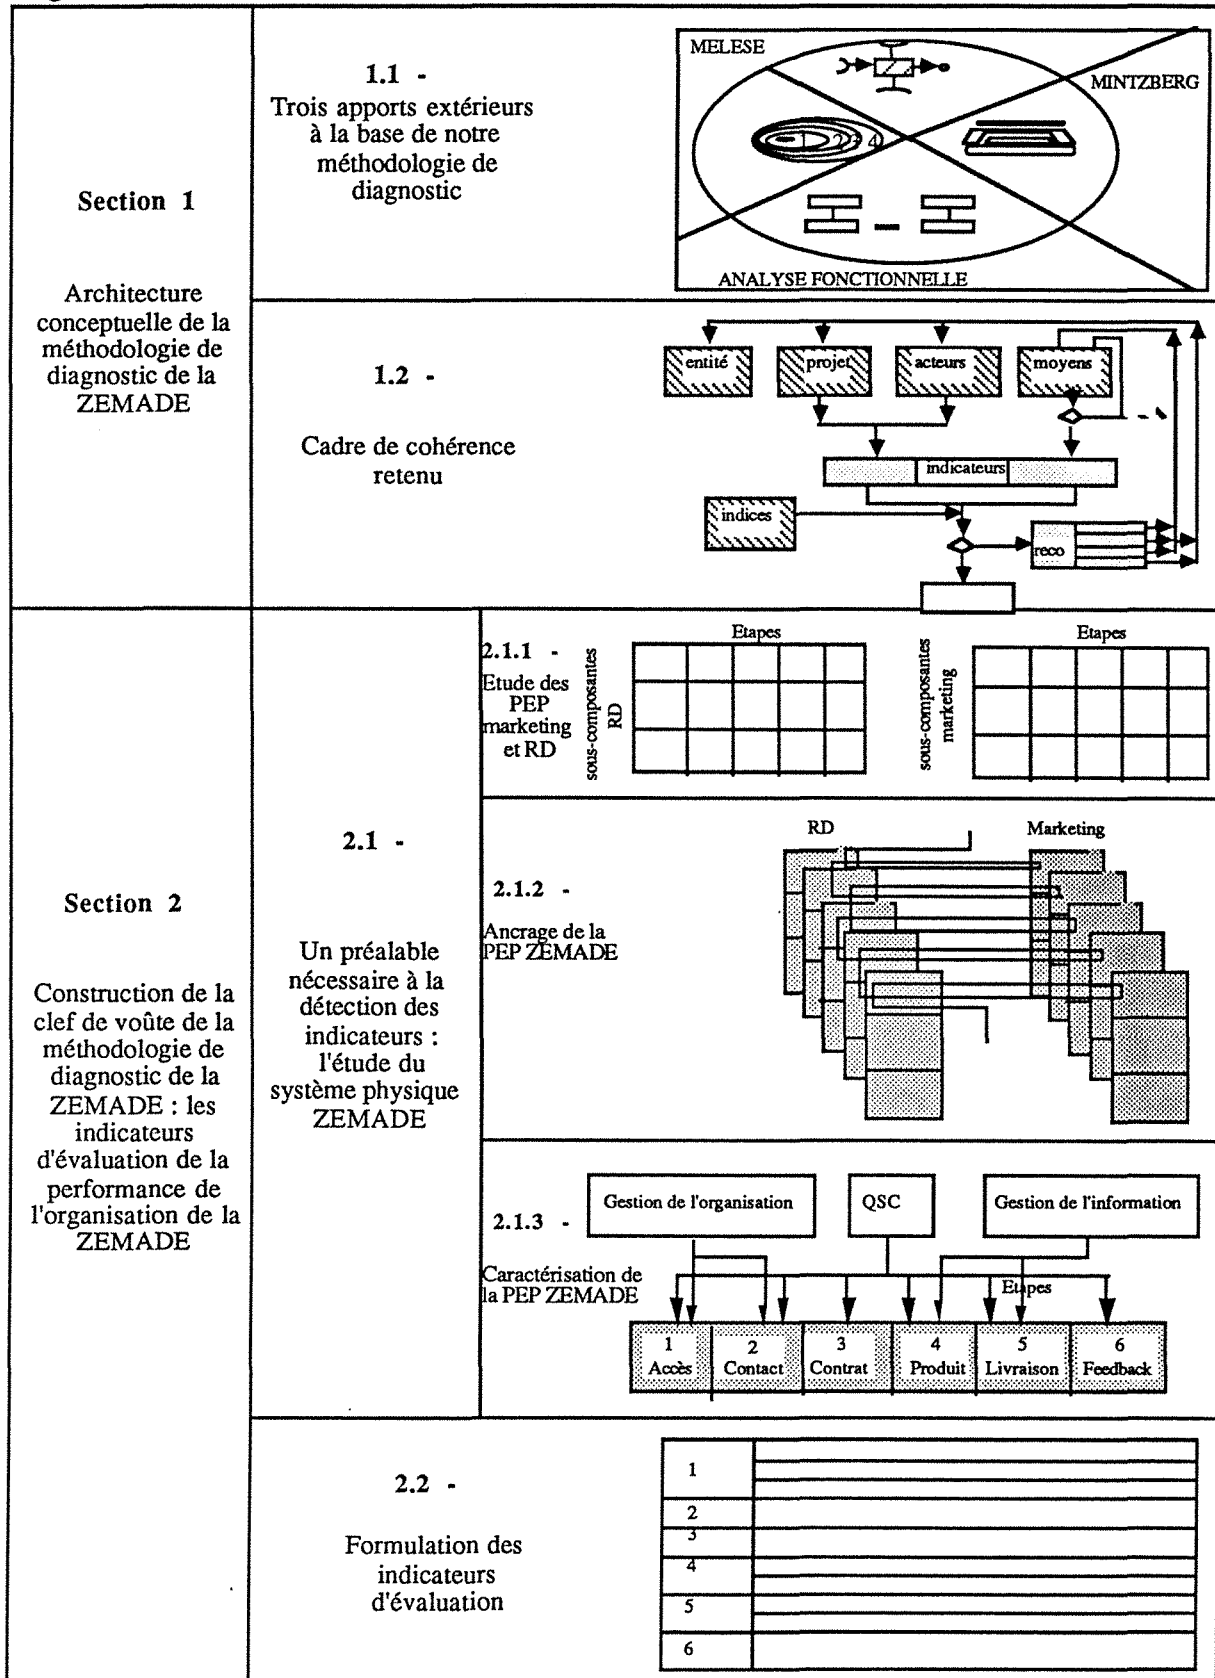 Section 1
Architecture
conceptuelle de la
méthodologie de
diagnostic de la
ZEMADE
1.1 -
Trois apports extérieurs
à la base de notre
méthodologie de
diagnostic
MELESE
MINTZBERG
1 2 3 4
ANALYSE FONCTIONNELLE
1.2 -
Cadre de cohérence
retenu
entité
projet
acteurs
moyens
indicateurs
indices
reco
Section 2
Construction de la
clef de voûte de la
méthodologie de
diagnostic de la
ZEMADE : les
indicateurs
d'évaluation de la
performance de
l'organisation de la
ZEMADE
2.1 -
Un préalable
nécessaire à la
détection des
indicateurs :
l'étude du
système physique
ZEMADE
2.1.1 -
Etude des
PEP
marketing
et RD
sous-composantes
RD
Etapes
sous-composantes
marketing
Etapes
2.1.2 -
Ancrage de la
PEP ZEMADE
RD
Marketing
2.1.3 -
Caractérisation de
la PEP ZEMADE
Gestion de l'organisation
QSC
Gestion de l'information
Etapes
1
Accès
2
Contact
3
Contrat
4
Produit
5
Livraison
6
Feedback
2.2 -
Formulation des
indicateurs
d'évaluation
1
2
3
4
5
6